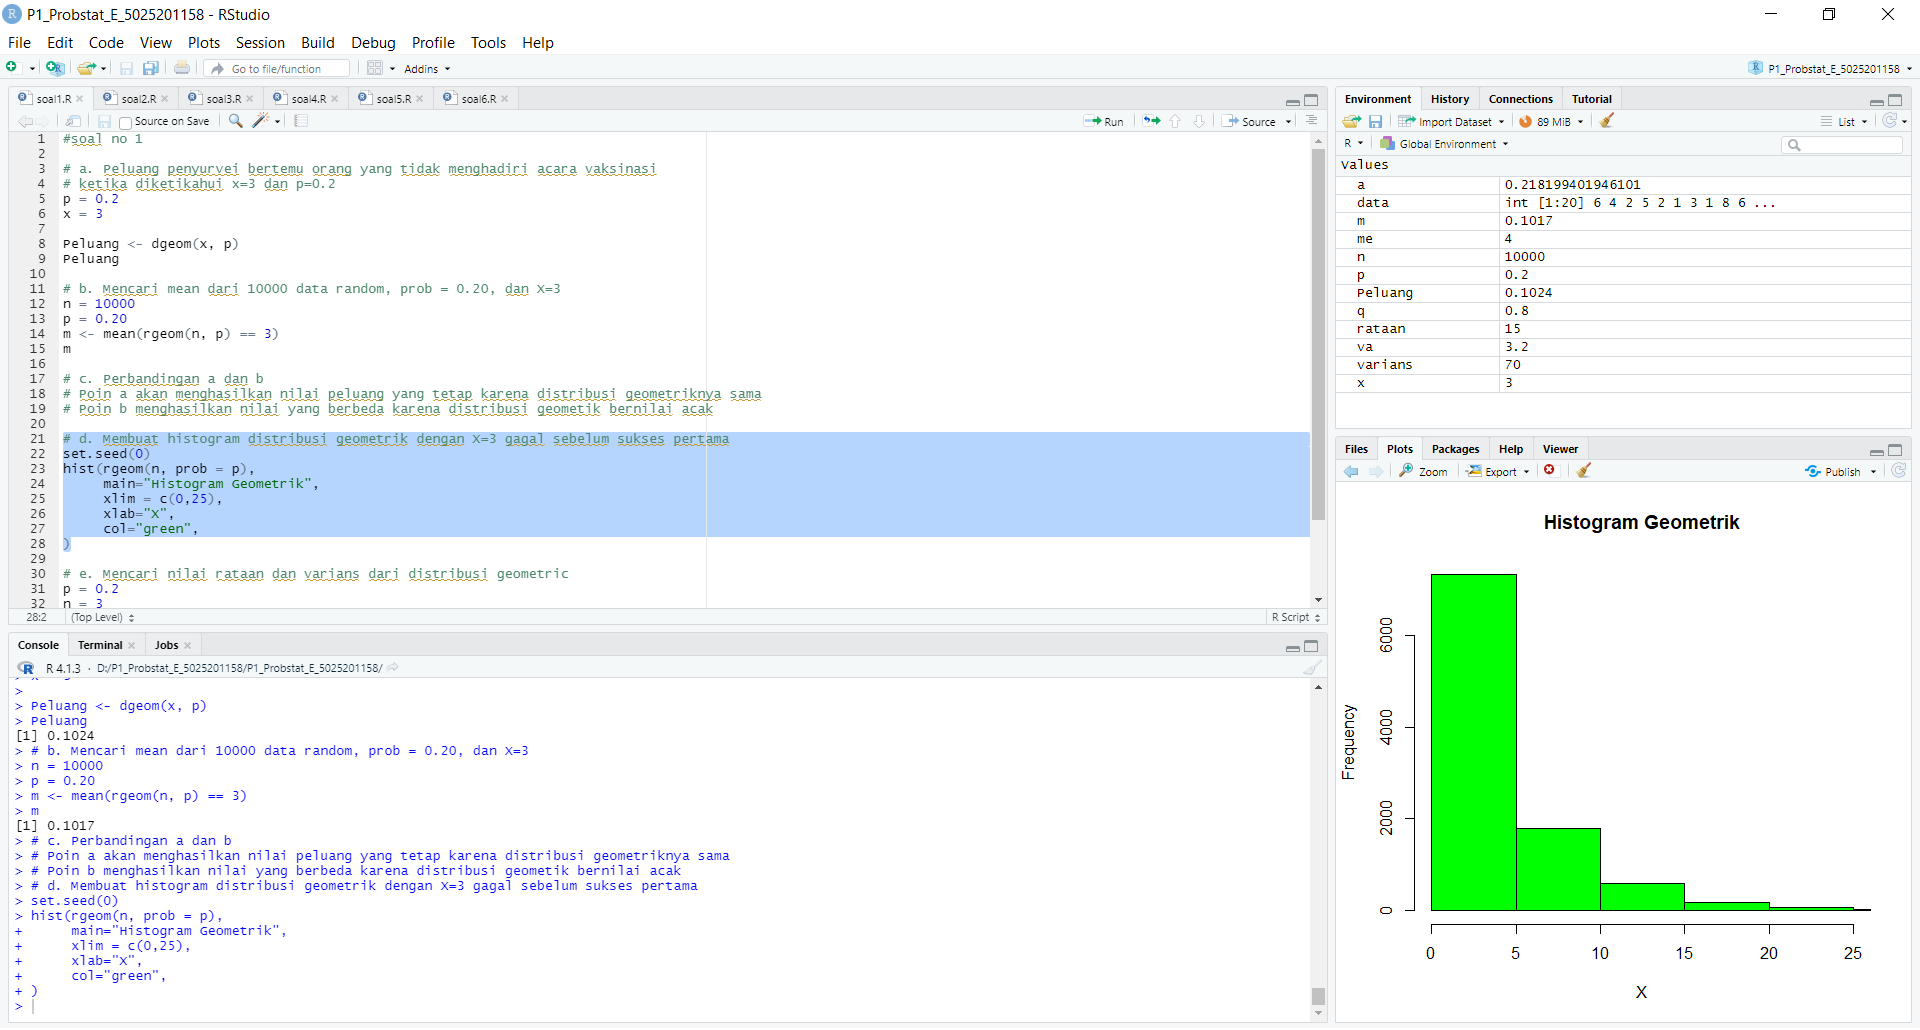 P1_Probstat_E_5025201158 - RStudio
File Edit Code View Plots Session Build Debug Profile Tools Help
Go to file/function Addins P1_Probstat_E_5025201158
soal1.R soal2.R soal3.R soal4.R soal5.R soal6.R
Source on Save Run Source
1 #soal no 1
2
3 # a. Peluang penyurvei bertemu orang yang tidak menghadiri acara vaksinasi
4 # ketika diketikahui x=3 dan p=0.2
5 p = 0.2
6 x = 3
7
8 Peluang <- dgeom(x, p)
9 Peluang
10
11 # b. Mencari mean dari 10000 data random, prob = 0.20, dan X=3
12 n = 10000
13 p = 0.20
14 m <- mean(rgeom(n, p) == 3)
15 m
16
17 # c. Perbandingan a dan b
18 # Poin a akan menghasilkan nilai peluang yang tetap karena distribusi geometriknya sama
19 # Poin b menghasilkan nilai yang berbeda karena distribusi geometik bernilai acak
20
21 # d. Membuat histogram distribusi geometrik dengan X=3 gagal sebelum sukses pertama
22 set.seed(0)
23 hist(rgeom(n, prob = p),
24 main="Histogram Geometrik",
25 xlim = c(0,25),
26 xlab="X",
27 col="green",
28 )
29
30 # e. Mencari nilai rataan dan varians dari distribusi geometric
31 p = 0.2
32 n = 3
28:2 (Top Level) R Script
Console Terminal Jobs
R 4.1.3 · D:/P1_Probstat_E_5025201158/P1_Probstat_E_5025201158/
>
> Peluang <- dgeom(x, p)
> Peluang
[1] 0.1024
> # b. Mencari mean dari 10000 data random, prob = 0.20, dan X=3
> n = 10000
> p = 0.20
> m <- mean(rgeom(n, p) == 3)
> m
[1] 0.1017
> # c. Perbandingan a dan b
> # Poin a akan menghasilkan nilai peluang yang tetap karena distribusi geometriknya sama
> # Poin b menghasilkan nilai yang berbeda karena distribusi geometik bernilai acak
> # d. Membuat histogram distribusi geometrik dengan X=3 gagal sebelum sukses pertama
> set.seed(0)
> hist(rgeom(n, prob = p),
+ main="Histogram Geometrik",
+ xlim = c(0,25),
+ xlab="X",
+ col="green",
+ )
>
Environment History Connections Tutorial
Import Dataset 89 MiB List
R Global Environment
Values
a 0.218199401946101
data int [1:20] 6 4 2 5 2 1 3 1 8 6 ...
m 0.1017
me 4
n 10000
p 0.2
Peluang 0.1024
q 0.8
rataan 15
va 3.2
varians 70
x 3
Files Plots Packages Help Viewer
Zoom Export Publish
Histogram Geometrik
Frequency
6000
4000
2000
0
0 5 10 15 20 25
X